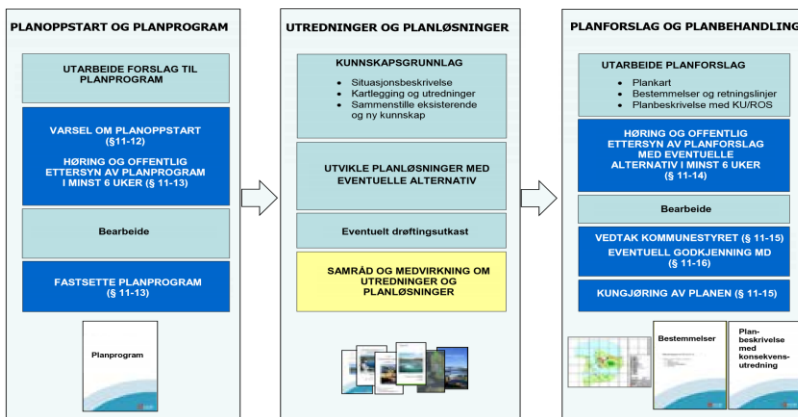 PLANOPPSTART OG PLANPROGRAM
UTARBEIDE FORSLAG TIL
PLANPROGRAM
VARSEL OM PLANOPPSTART
(§11-12)
HØRING OG OFFENTLIG
ETTERSYN AV PLANPROGRAM
I MINST 6 UKER (§ 11-13)
Bearbeide
FASTSETTE PLANPROGRAM
(§ 11-13)
Planprogram
UTREDNINGER OG PLANLØSNINGER
KUNNSKAPSGRUNNLAG
• Situasjonsbeskrivelse
• Kartlegging og utredninger
• Sammenstille eksisterende
og ny kunnskap
UTVIKLE PLANLØSNINGER MED
EVENTUELLE ALTERNATIV
Eventuelt drøftingsutkast
SAMRÅD OG MEDVIRKNING OM
UTREDNINGER OG
PLANLØSNINGER
PLANFORSLAG OG PLANBEHANDLING
UTARBEIDE PLANFORSLAG
• Plankart
• Bestemmelser og retningslinjer
• Planbeskrivelse med KU/ROS
HØRING OG OFFENTLIG
ETTERSYN AV PLANFORSLAG
MED EVENTUELLE
ALTERNATIV I MINST 6 UKER
(§ 11-14)
Bearbeide
VEDTAK KOMMUNESTYRET (§ 11-15)
EVENTUELL GODKJENNING MD
(§ 11-16)
KUNGJØRING AV PLANEN (§ 11-15)
Bestemmelser
Plan-
beskrivelse
med
konsekvens-
utredning